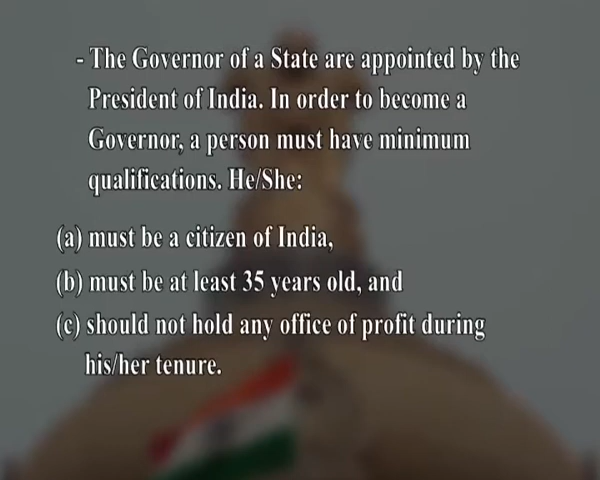 - The Governor of a State are appointed by the
President of India. In order to become a
Governor, a person must have minimum
qualifications. He/She:
(a) must be a citizen of India,
(b) must be at least 35 years old, and
(c) should not hold any office of profit during
his/her tenure.